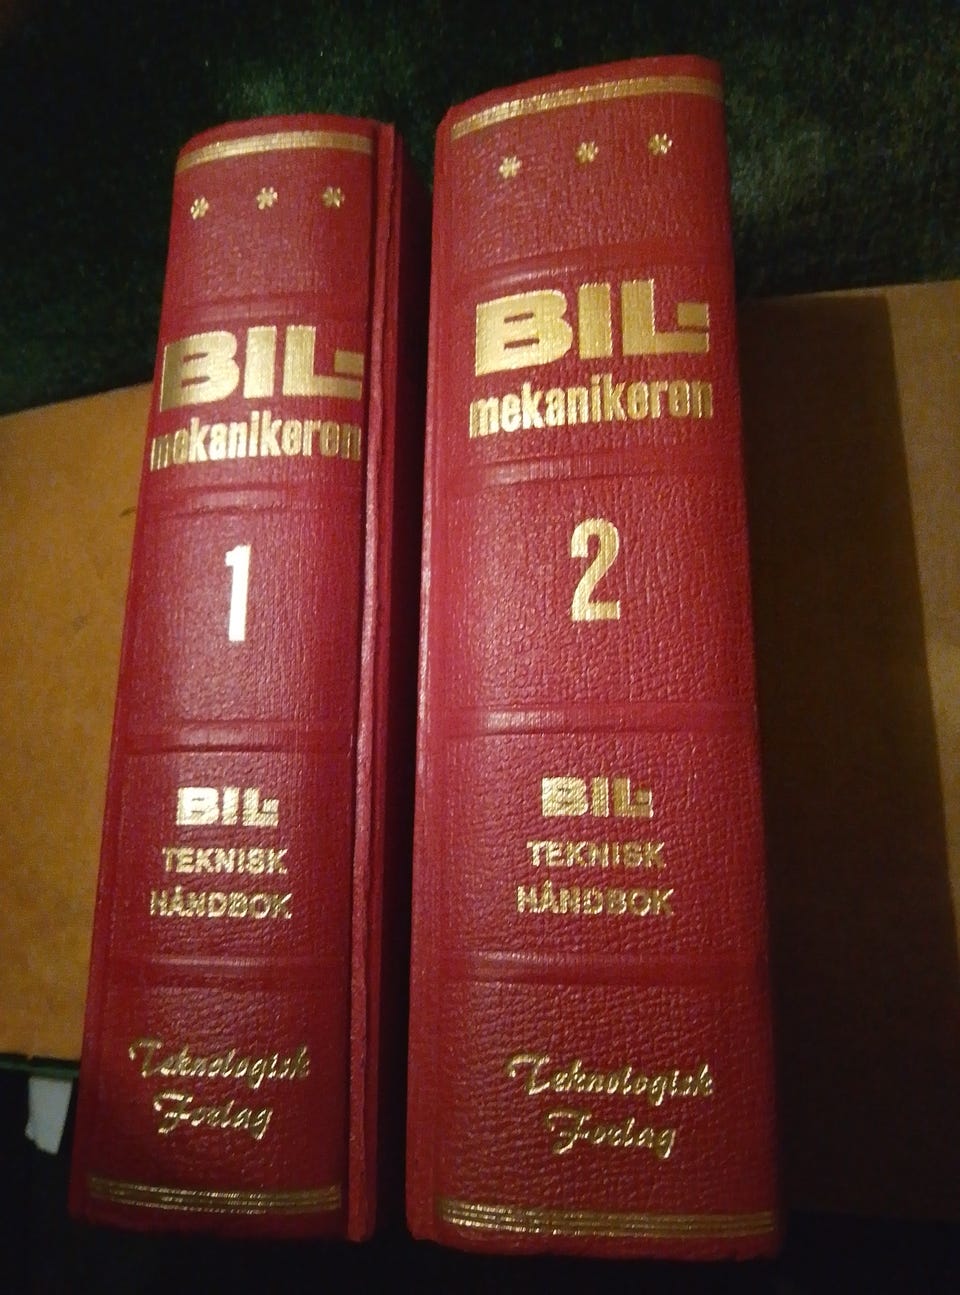 * * *
BIL-
mekanikeren
1
BIL-
TEKNISK
HÅNDBOK
Teknologisk
Forlag
* * *
BIL-
mekanikeren
2
BIL-
TEKNISK
HÅNDBOK
Teknologisk
Forlag